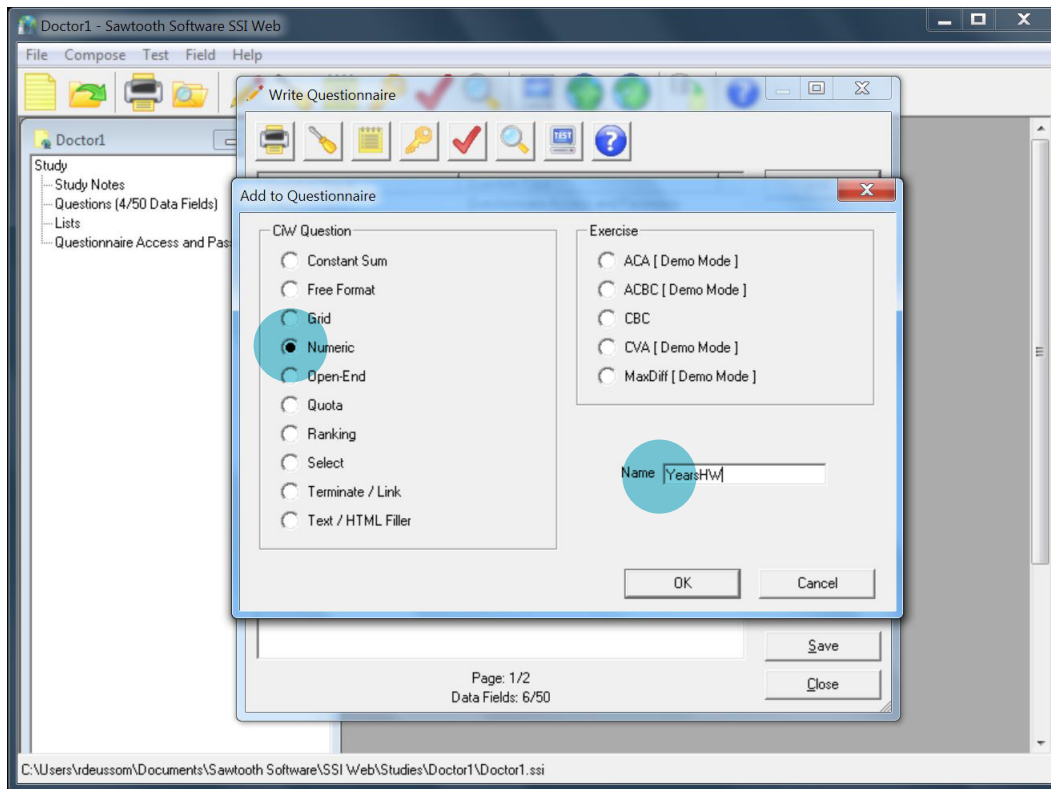 Doctor1 - Sawtooth Software SSI Web
File Compose Test Field Help
Write Questionnaire
TEST
Doctor1
Study
Study Notes
Questions (4/50 Data Fields)
Lists
Questionnaire Access and Pas
Add to Questionnaire
CiW Question
Constant Sum
Free Format
Grid
Numeric
Open-End
Quota
Ranking
Select
Terminate / Link
Text / HTML Filler
Exercise
ACA [ Demo Mode ]
ACBC [ Demo Mode ]
CBC
CVA [ Demo Mode ]
MaxDiff [ Demo Mode ]
Name YearsHW
OK Cancel
Save
Page: 1/2
Data Fields: 6/50
Close
C:\Users\rdeussom\Documents\Sawtooth Software\SSI Web\Studies\Doctor1\Doctor1.ssi